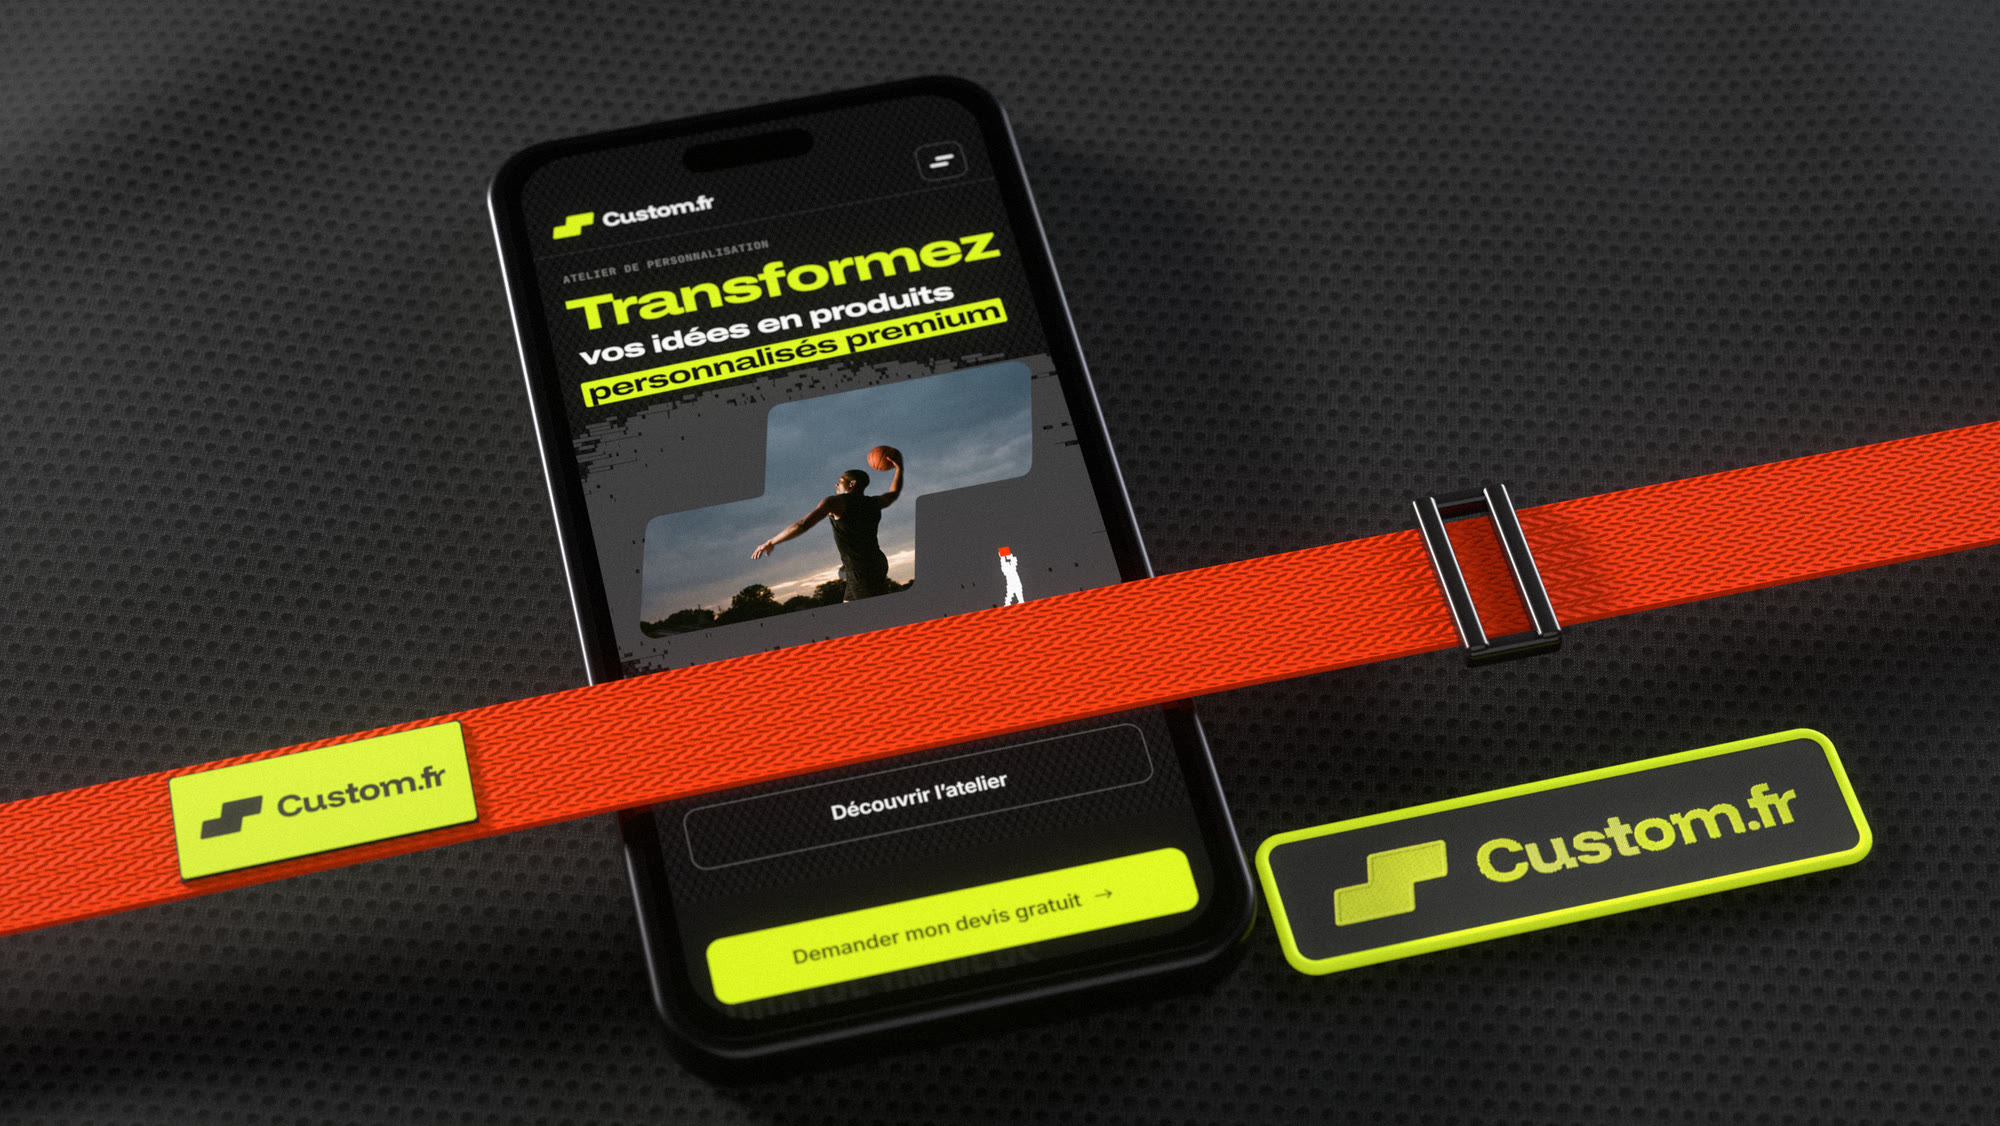 Custom.fr
ATELIER DE PERSONNALISATION
Transformez
vos idées en produits
personnalisés premium
Découvrir l'atelier
Demander mon devis gratuit →
Custom.fr
Custom.fr